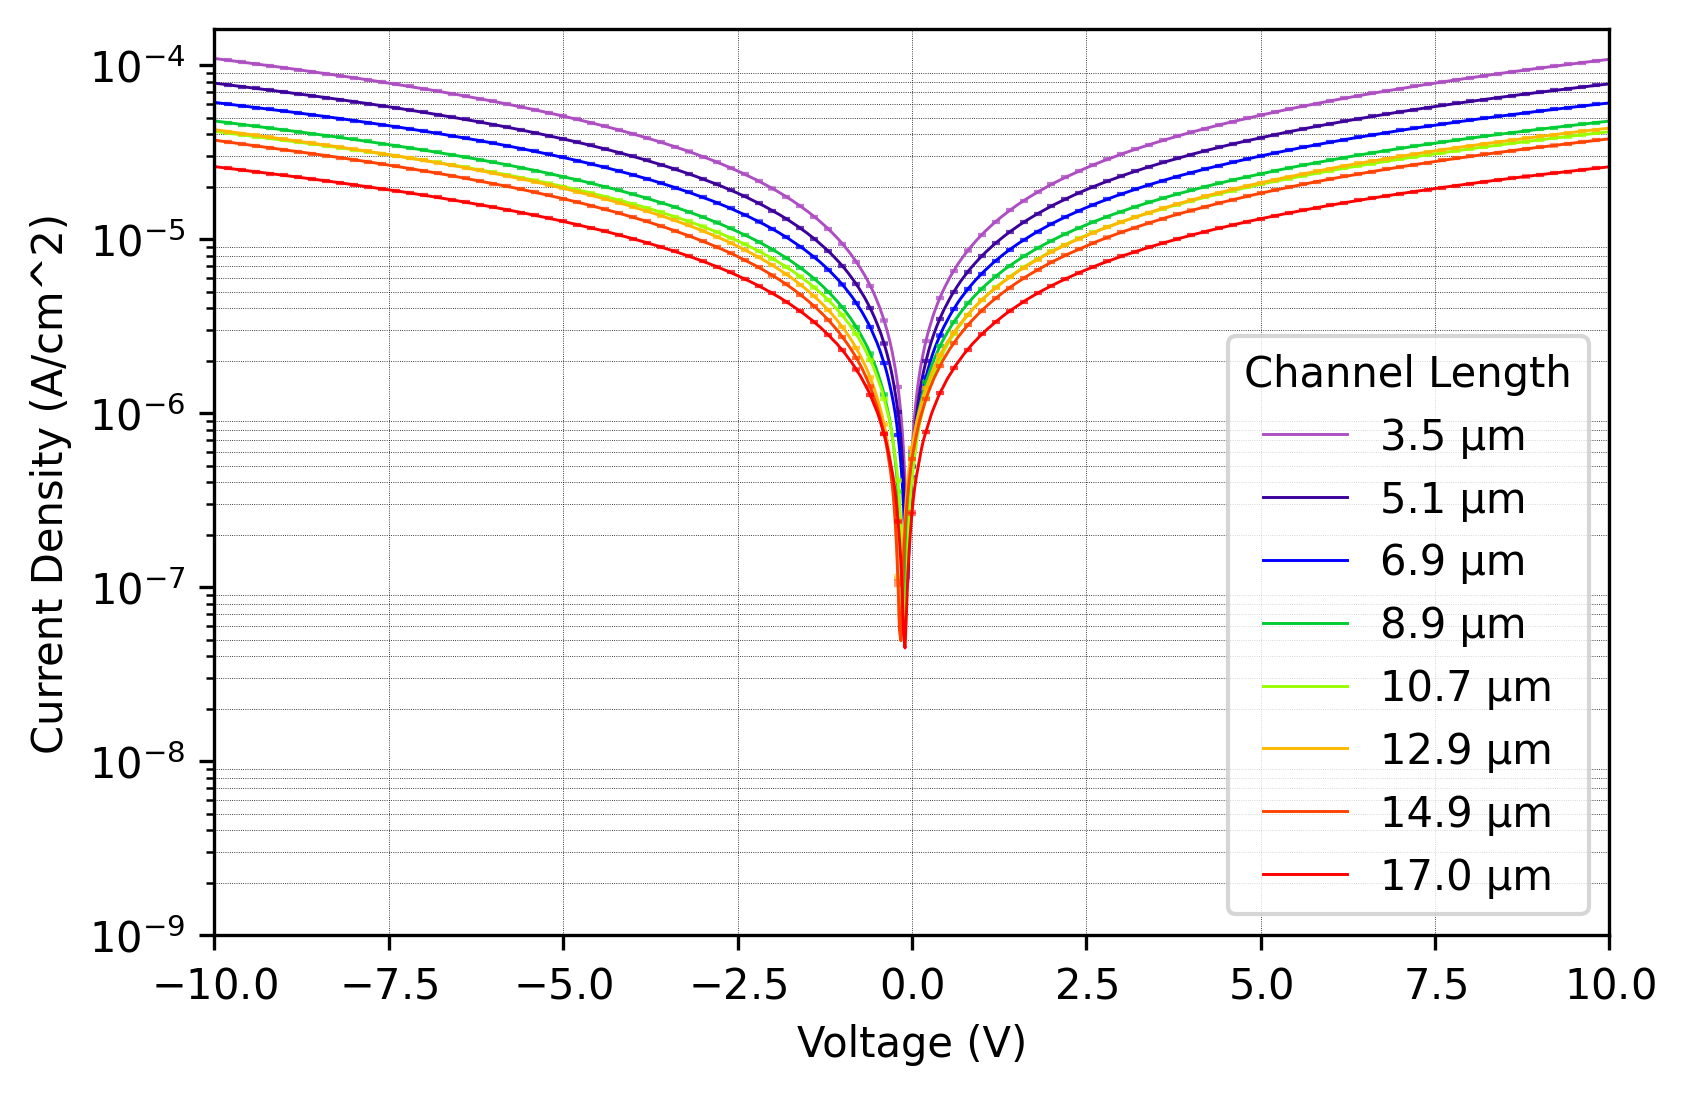 10⁻⁴
10⁻⁵
10⁻⁶
10⁻⁷
10⁻⁸
10⁻⁹
Current Density (A/cm^2)
−10.0 −7.5 −5.0 −2.5 0.0 2.5 5.0 7.5 10.0
Voltage (V)
Channel Length
3.5 μm
5.1 μm
6.9 μm
8.9 μm
10.7 μm
12.9 μm
14.9 μm
17.0 μm